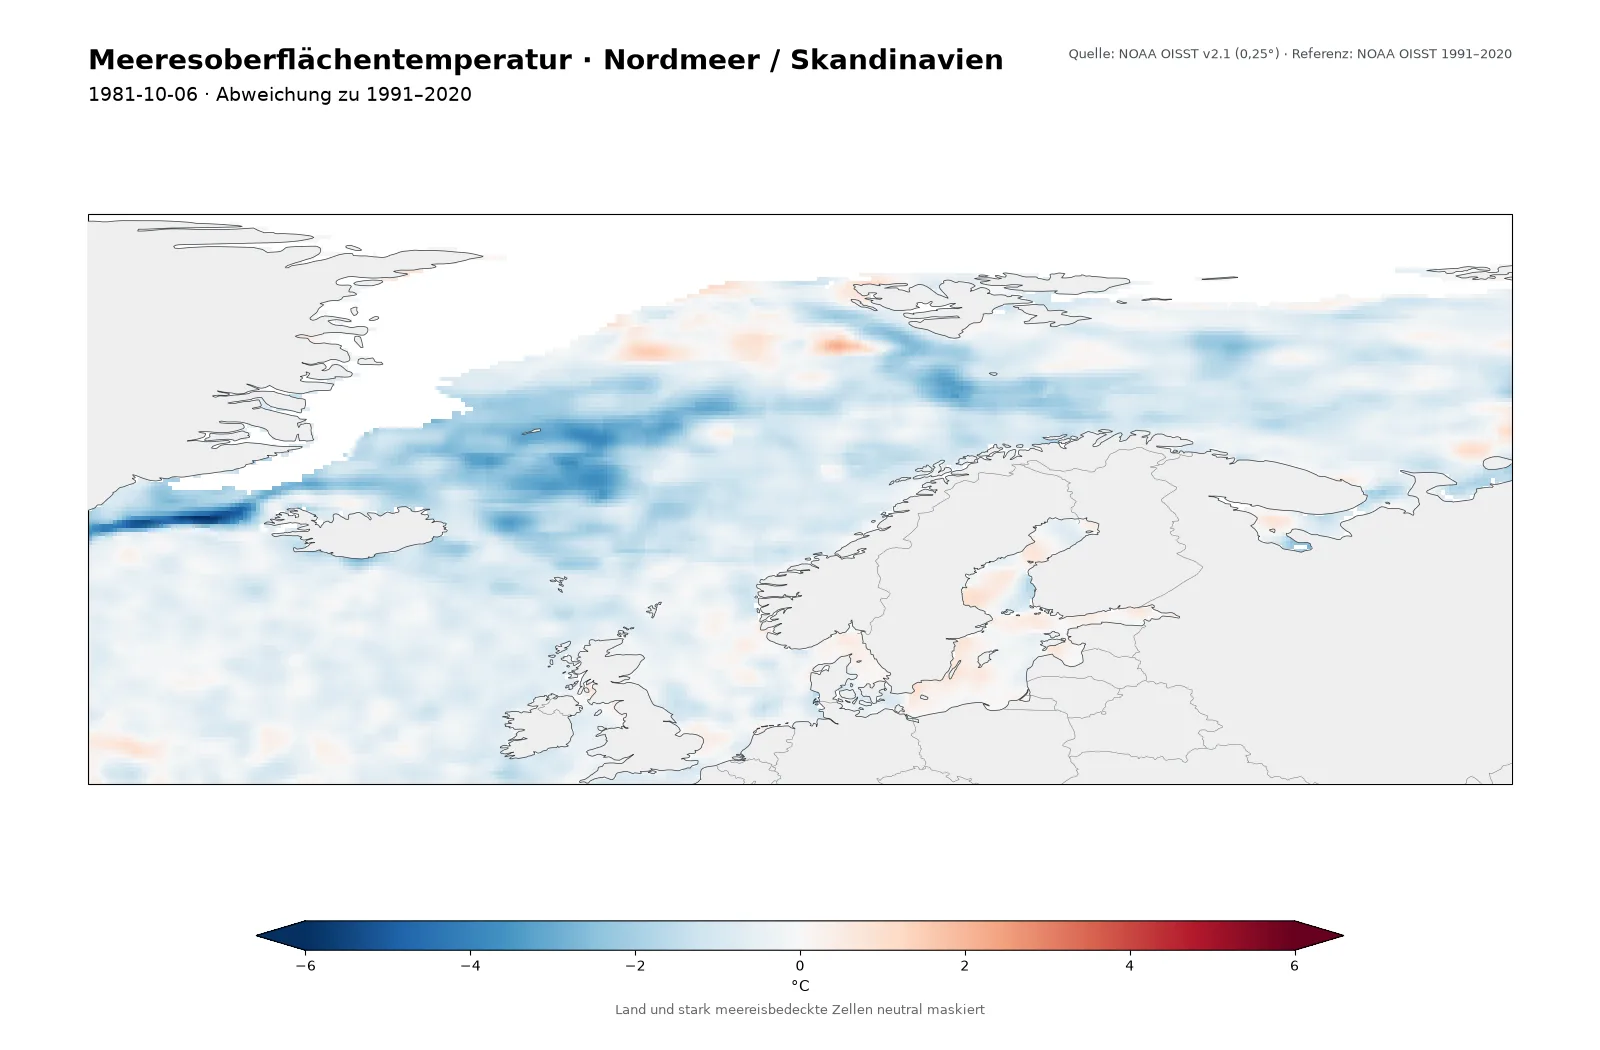 Meeresoberflächentemperatur · Nordmeer / Skandinavien
Quelle: NOAA OISST v2.1 (0,25°) · Referenz: NOAA OISST 1991–2020
1981-10-06 · Abweichung zu 1991–2020
−6 −4 −2 0 2 4 6
°C
Land und stark meereisbedeckte Zellen neutral maskiert